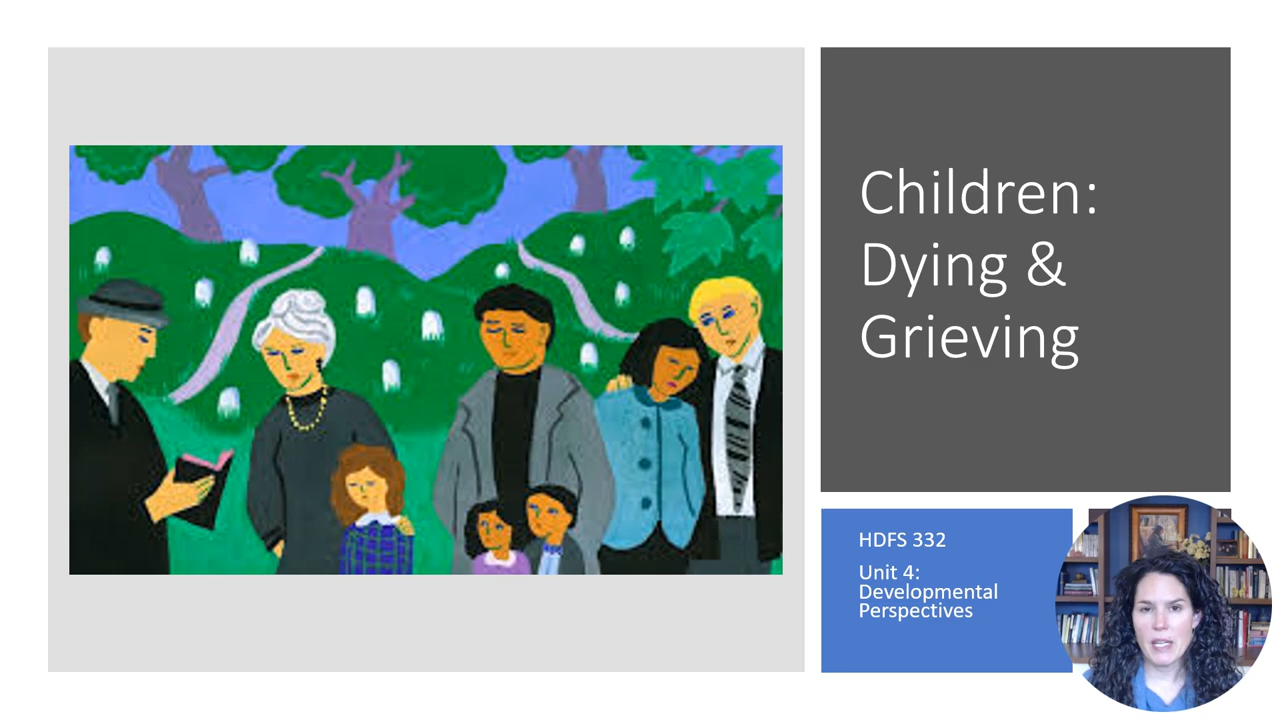 Children:
Dying &
Grieving
HDFS 332
Unit 4:
Developmental
Perspectives